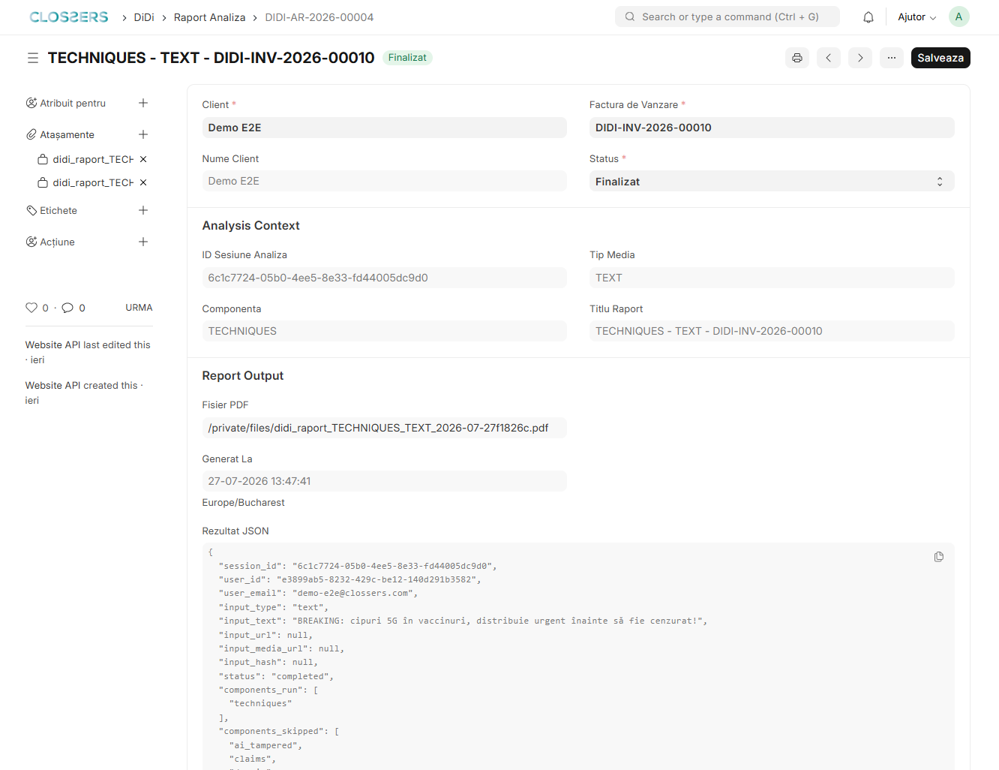 CLOSSERS
DiDi
Raport Analiza
DIDI-AR-2026-00004
Search or type a command (Ctrl + G)
Ajutor
A
TECHNIQUES - TEXT - DIDI-INV-2026-00010
Finalizat
Salveaza
Atribuit pentru
Atașamente
didi_raport_TECH
didi_raport_TECH
Etichete
Acțiune
0 · 0
URMA
Website API last edited this
· ieri
Website API created this ·
ieri
Client *
Demo E2E
Factura de Vanzare *
DIDI-INV-2026-00010
Nume Client
Demo E2E
Status *
Finalizat
Analysis Context
ID Sesiune Analiza
6c1c7724-05b0-4ee5-8e33-fd44005dc9d0
Tip Media
TEXT
Componenta
TECHNIQUES
Titlu Raport
TECHNIQUES - TEXT - DIDI-INV-2026-00010
Report Output
Fisier PDF
/private/files/didi_raport_TECHNIQUES_TEXT_2026-07-27f1826c.pdf
Generat La
27-07-2026 13:47:41
Europe/Bucharest
Rezultat JSON
{
"session_id": "6c1c7724-05b0-4ee5-8e33-fd44005dc9d0",
"user_id": "e3899ab5-8232-429c-be12-140d291b3582",
"user_email": "demo-e2e@clossers.com",
"input_type": "text",
"input_text": "BREAKING: cipuri 5G în vaccinuri, distribuie urgent înainte să fie cenzurat!",
"input_url": null,
"input_media_url": null,
"input_hash": null,
"status": "completed",
"components_run": [
"techniques"
],
"components_skipped": [
"ai_tampered",
"claims",